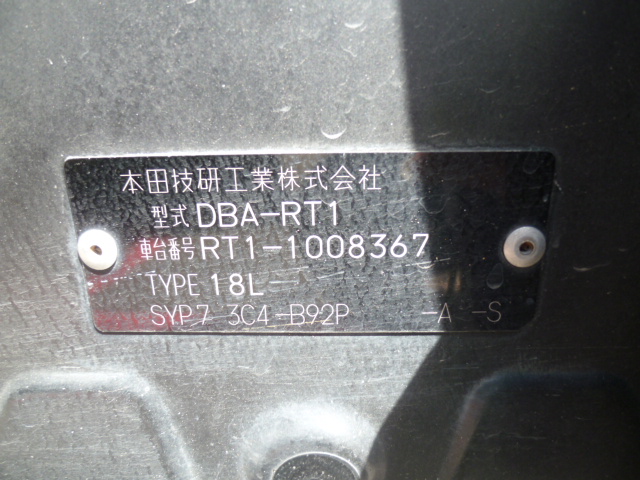 本田技研工業株式会社
型式 DBA-RT1
車台番号 RT1-1008367
TYPE 18L
SYP7 3C4-B92P -A -S